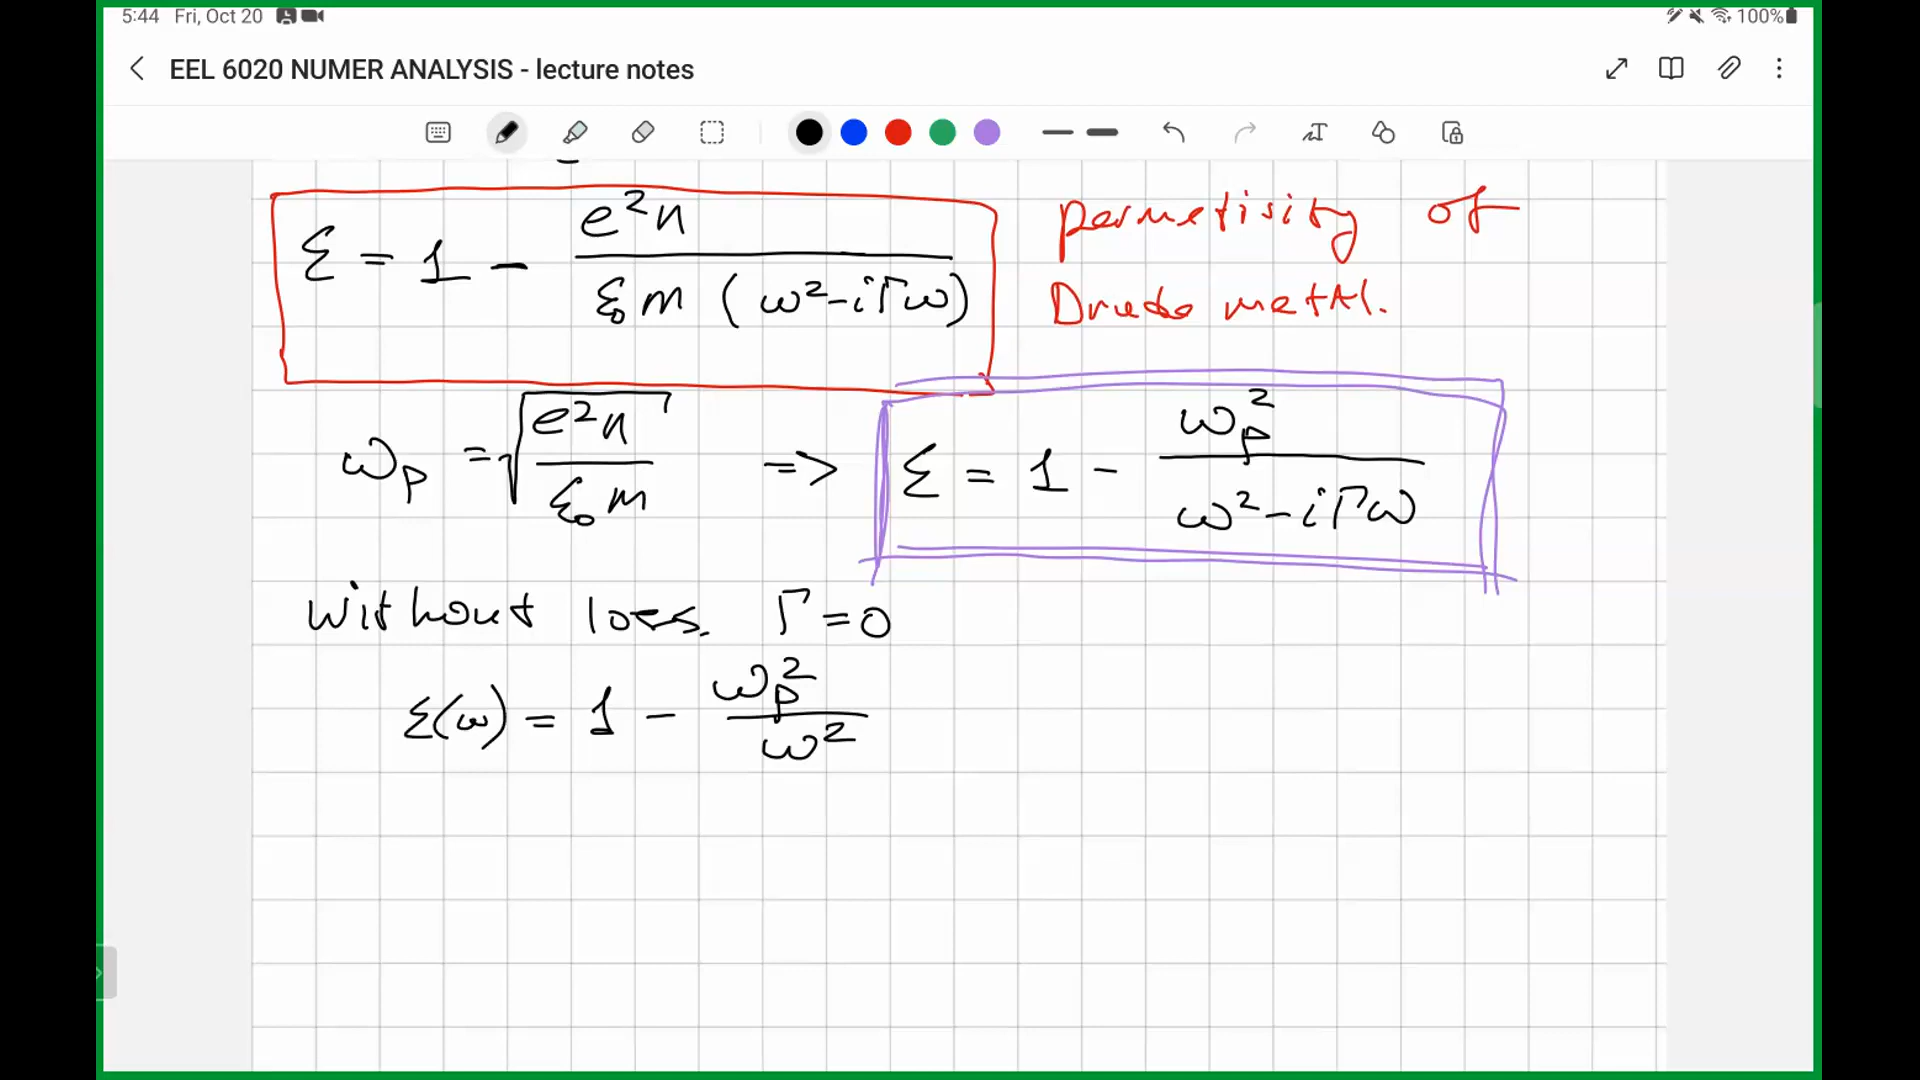 5:44 Fri, Oct 20 100%
EEL 6020 NUMER ANALYSIS - lecture notes
ε = 1 - e²n / ε₀m (ω² - iΓω) permetisity of
Drude metal.
ωₚ = √(e²n / ε₀m) => ε = 1 - ωₚ² / ω² - iΓω
Without loss. Γ = 0
ε(ω) = 1 - ωₚ² / ω²